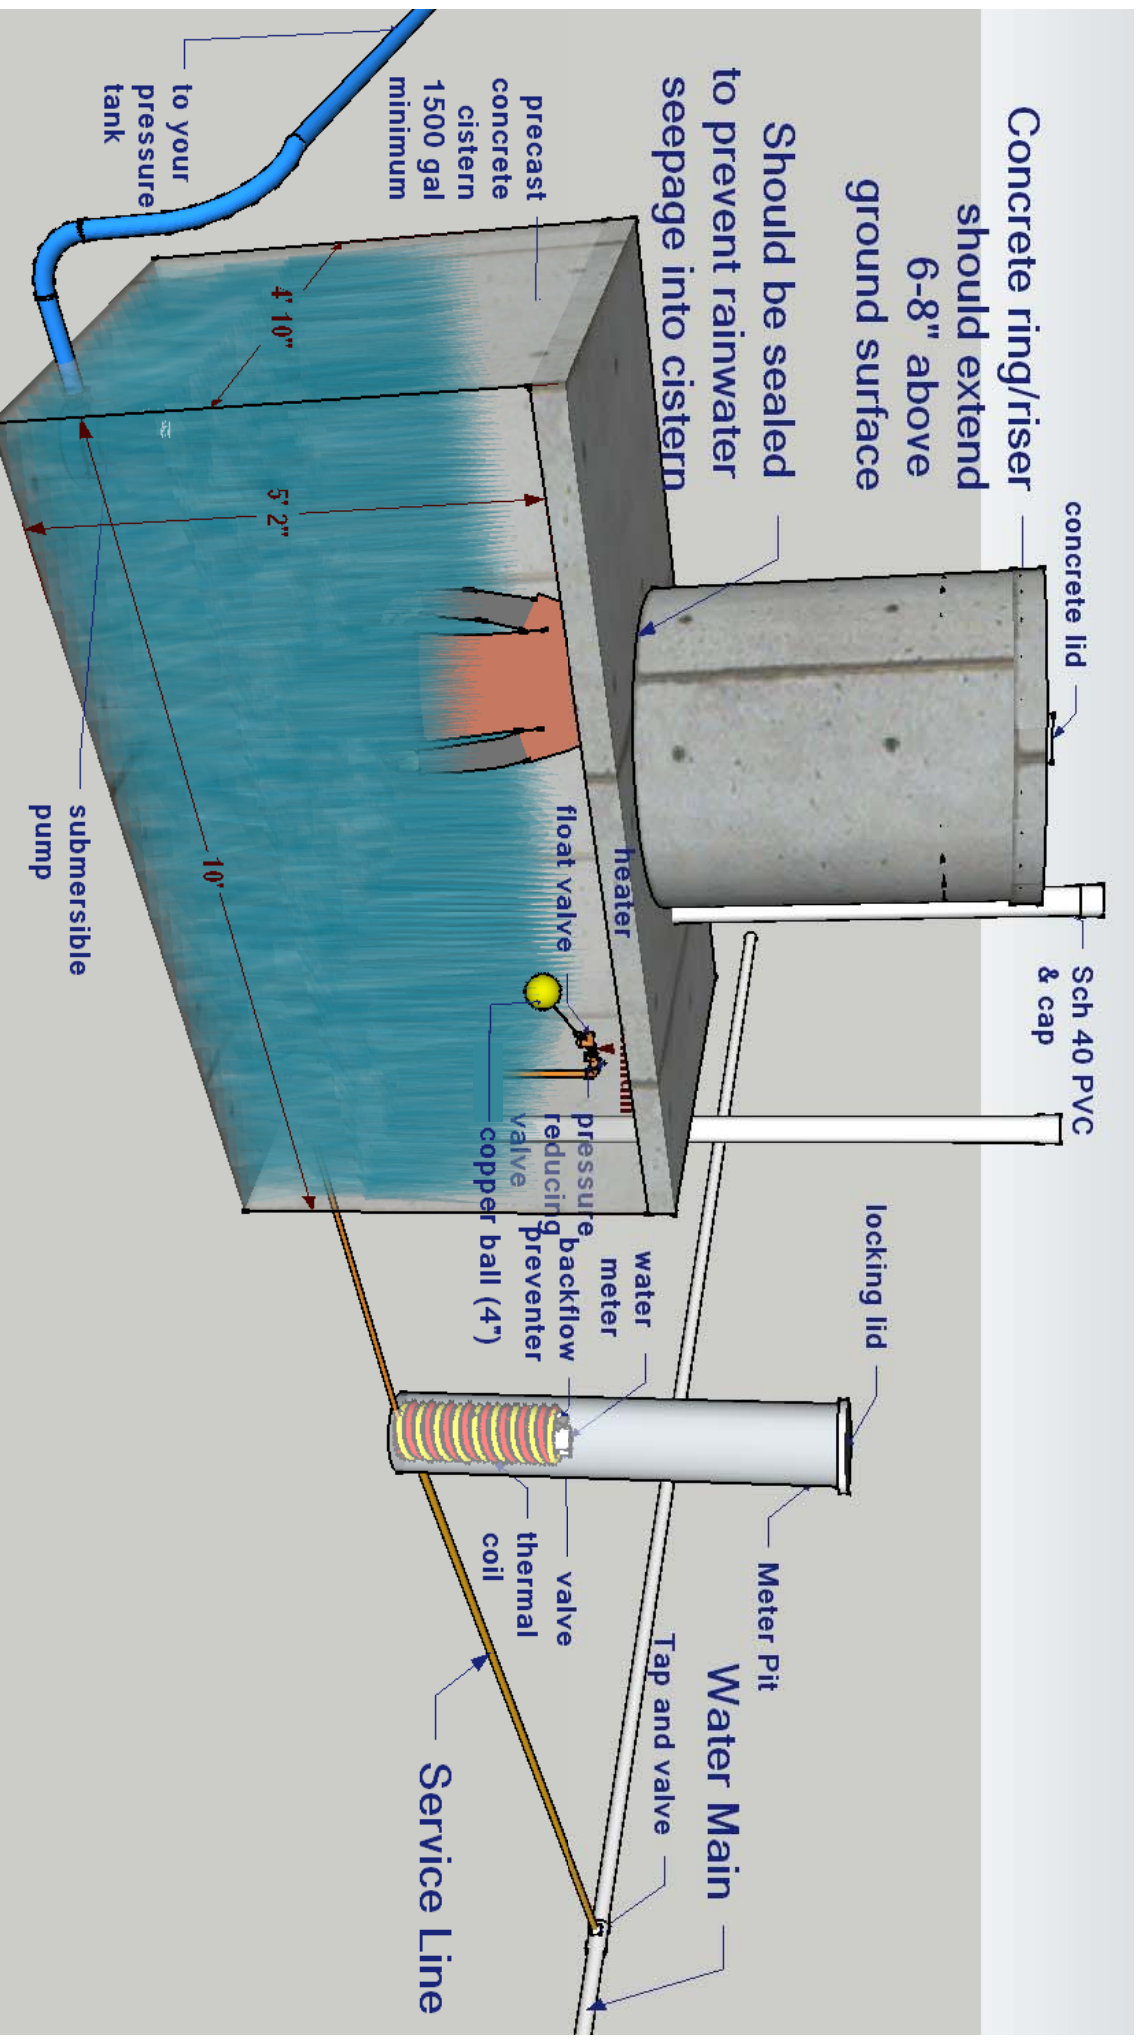 Concrete ring/riser
should extend
6-8" above
ground surface
Should be sealed
to prevent rainwater
seepage into cistern
concrete lid
Sch 40 PVC
& cap
locking lid
Meter Pit
Water Main
Tap and valve
precast
concrete
cistern
1500 gal
minimum
to your
pressure
tank
4' 10"
5' 2"
10'
heater
float valve
pressure
reducing
valve
copper ball (4")
water
meter
backflow
preventer
valve
thermal
coil
Service Line
submersible
pump